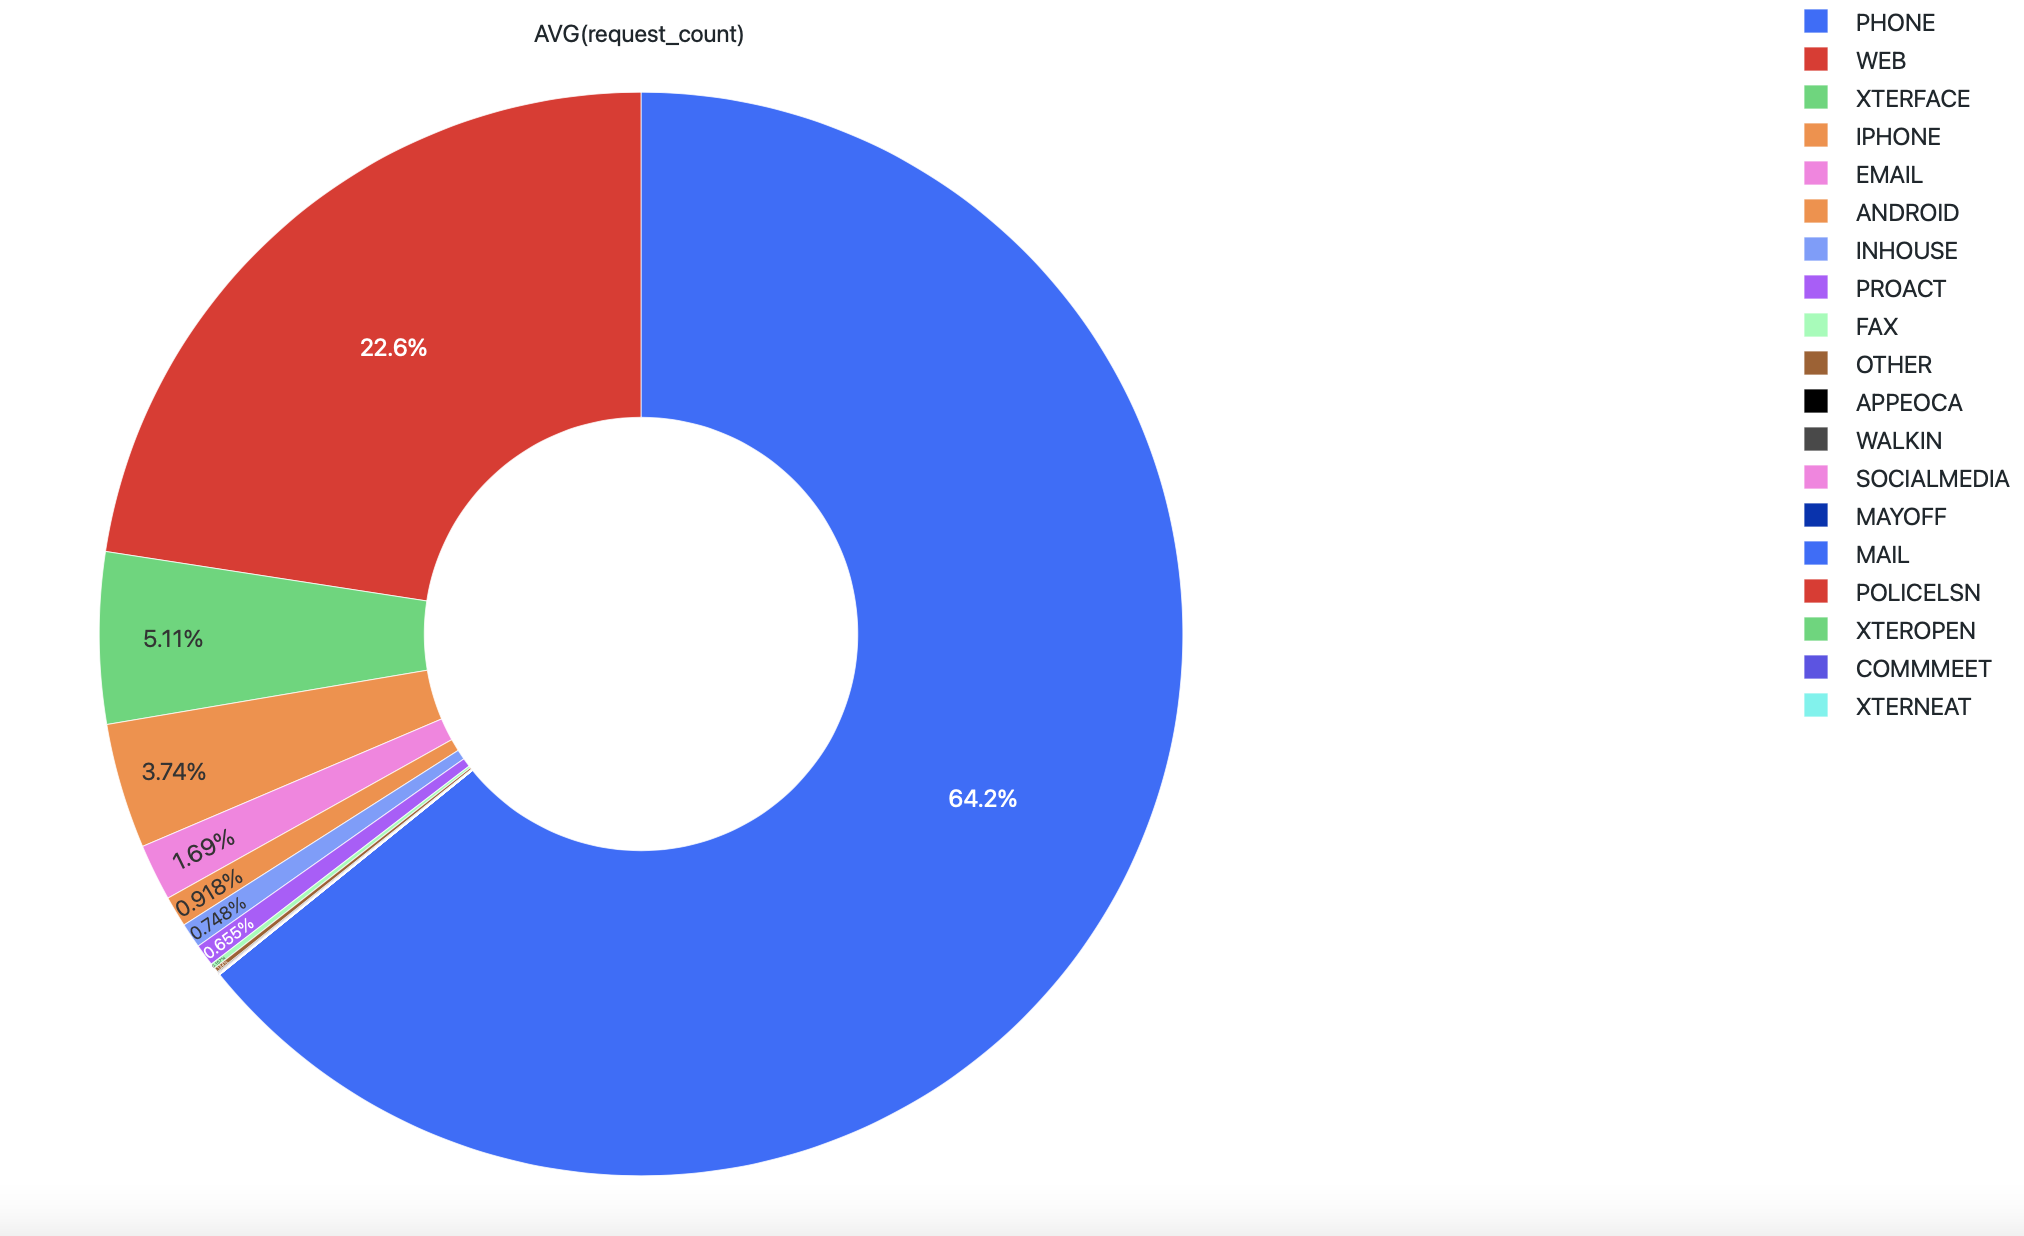 AVG(request_count)
22.6%
5.11%
3.74%
1.69%
0.918%
0.748%
0.655%
64.2%
PHONE
WEB
XTERFACE
IPHONE
EMAIL
ANDROID
INHOUSE
PROACT
FAX
OTHER
APPEOCA
WALKIN
SOCIALMEDIA
MAYOFF
MAIL
POLICELSN
XTEROPEN
COMMMEET
XTERNEAT